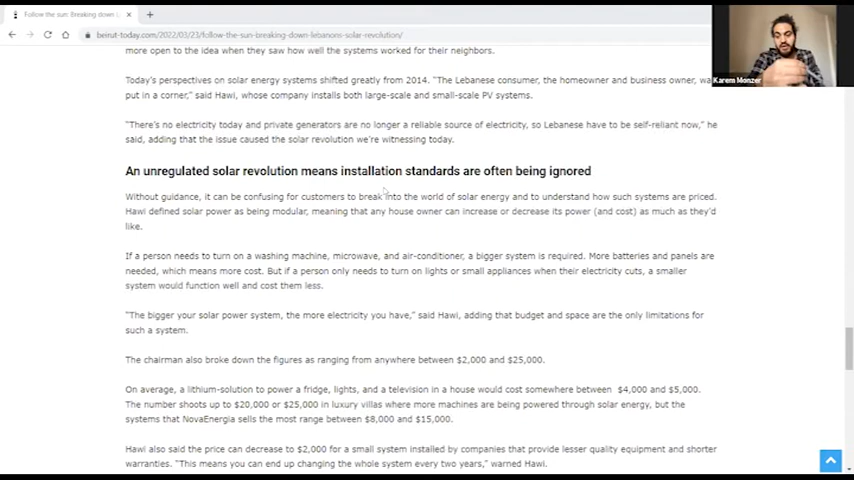 Follow the sun: Breaking down L
beirut-today.com/2022/03/23/follow-the-sun-breaking-down-lebanons-solar-revolution/
Karem Monzer
more open to the idea when they saw how well the systems worked for their neighbors.
Today's perspectives on solar energy systems shifted greatly from 2014. “The Lebanese consumer, the homeowner and business owner, wa
put in a corner,” said Hawi, whose company installs both large-scale and small-scale PV systems.
“There's no electricity today and private generators are no longer a reliable source of electricity, so Lebanese have to be self-reliant now,” he
said, adding that the issue caused the solar revolution we're witnessing today.
An unregulated solar revolution means installation standards are often being ignored
Without guidance, it can be confusing for customers to break into the world of solar energy and to understand how such systems are priced.
Hawi defined solar power as being modular, meaning that any house owner can increase or decrease its power (and cost) as much as they'd
like.
If a person needs to turn on a washing machine, microwave, and air-conditioner, a bigger system is required. More batteries and panels are
needed, which means more cost. But if a person only needs to turn on lights or small appliances when their electricity cuts, a smaller
system would function well and cost them less.
“The bigger your solar power system, the more electricity you have,” said Hawi, adding that budget and space are the only limitations for
such a system.
The chairman also broke down the figures as ranging from anywhere between $2,000 and $25,000.
On average, a lithium-solution to power a fridge, lights, and a television in a house would cost somewhere between $4,000 and $5,000.
The number shoots up to $20,000 or $25,000 in luxury villas where more machines are being powered through solar energy, but the
systems that NovaEnergia sells the most range between $8,000 and $15,000.
Hawi also said the price can decrease to $2,000 for a small system installed by companies that provide lesser quality equipment and shorter
warranties. “This means you can end up changing the whole system every two years,” warned Hawi.